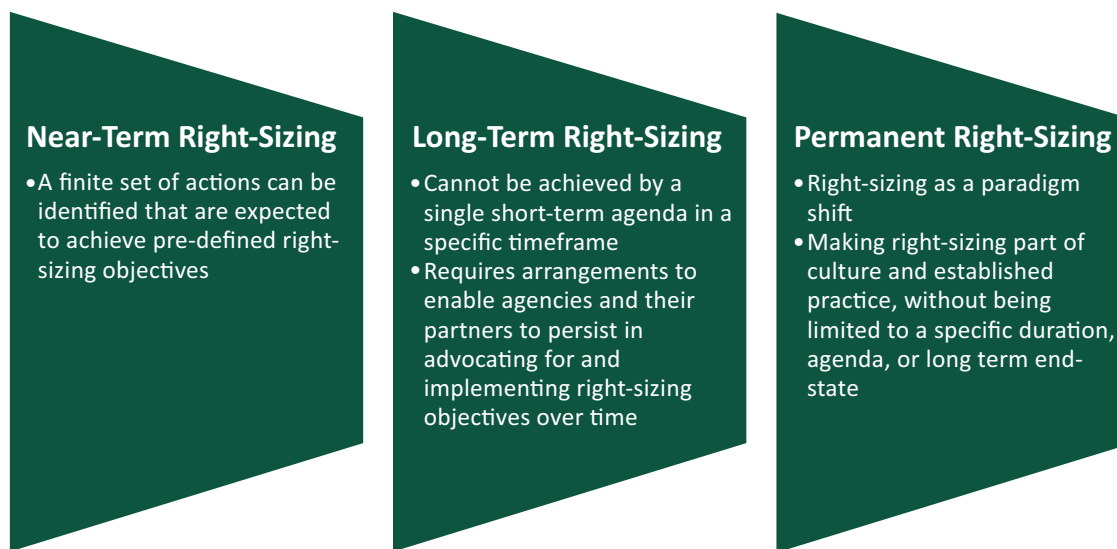 Near-Term Right-Sizing
•A finite set of actions can be
identified that are expected
to achieve pre-defined right-
sizing objectives
Long-Term Right-Sizing
•Cannot be achieved by a
single short-term agenda in a
specific timeframe
•Requires arrangements to
enable agencies and their
partners to persist in
advocating for and
implementing right-sizing
objectives over time
Permanent Right-Sizing
•Right-sizing as a paradigm
shift
•Making right-sizing part of
culture and established
practice, without being
limited to a specific duration,
agenda, or long term end-
state